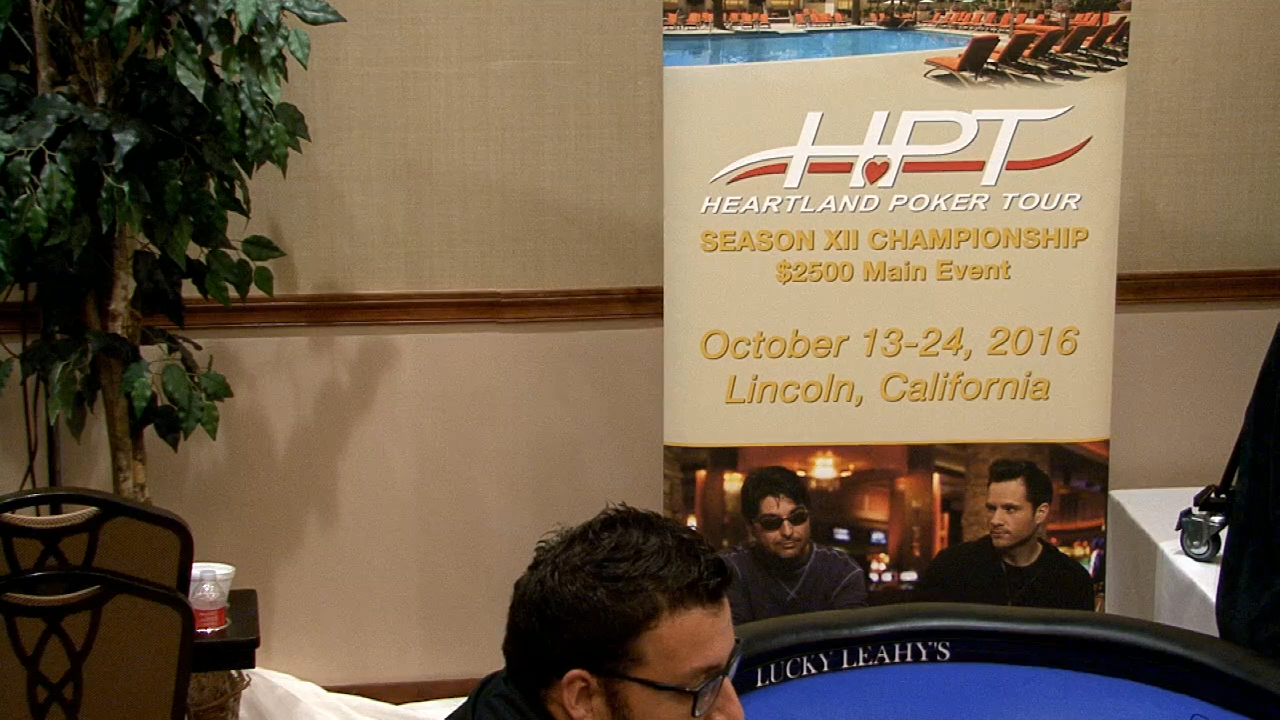 HPT
HEARTLAND POKER TOUR
SEASON XII CHAMPIONSHIP
$2500 Main Event
October 13-24, 2016
Lincoln, California
LUCKY LEAHY'S